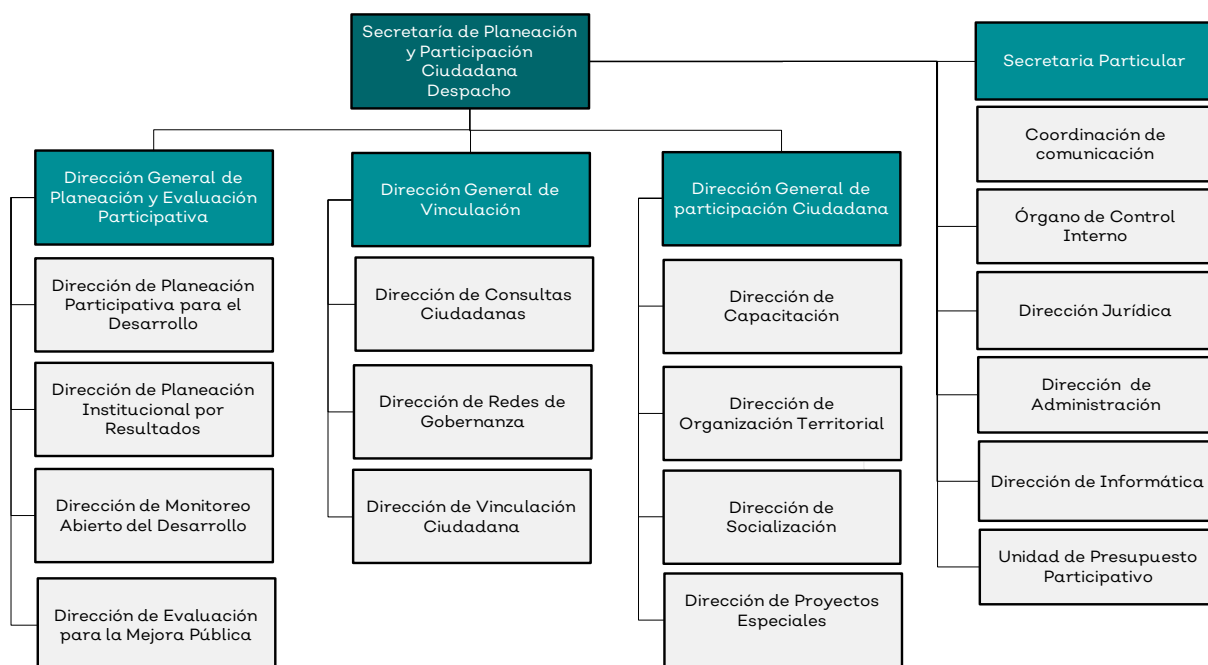 Secretaría de Planeación
y Participación
Ciudadana
Despacho
Secretaria Particular
Coordinación de
comunicación
Órgano de Control
Interno
Dirección Jurídica
Dirección de
Administración
Dirección de Informática
Unidad de Presupuesto
Participativo
Dirección General de
Planeación y Evaluación
Participativa
Dirección de Planeación
Participativa para el
Desarrollo
Dirección de Planeación
Institucional por
Resultados
Dirección de Monitoreo
Abierto del Desarrollo
Dirección de Evaluación
para la Mejora Pública
Dirección General de
Vinculación
Dirección de Consultas
Ciudadanas
Dirección de Redes de
Gobernanza
Dirección de Vinculación
Ciudadana
Dirección General de
participación Ciudadana
Dirección de
Capacitación
Dirección de
Organización Territorial
Dirección de
Socialización
Dirección de Proyectos
Especiales